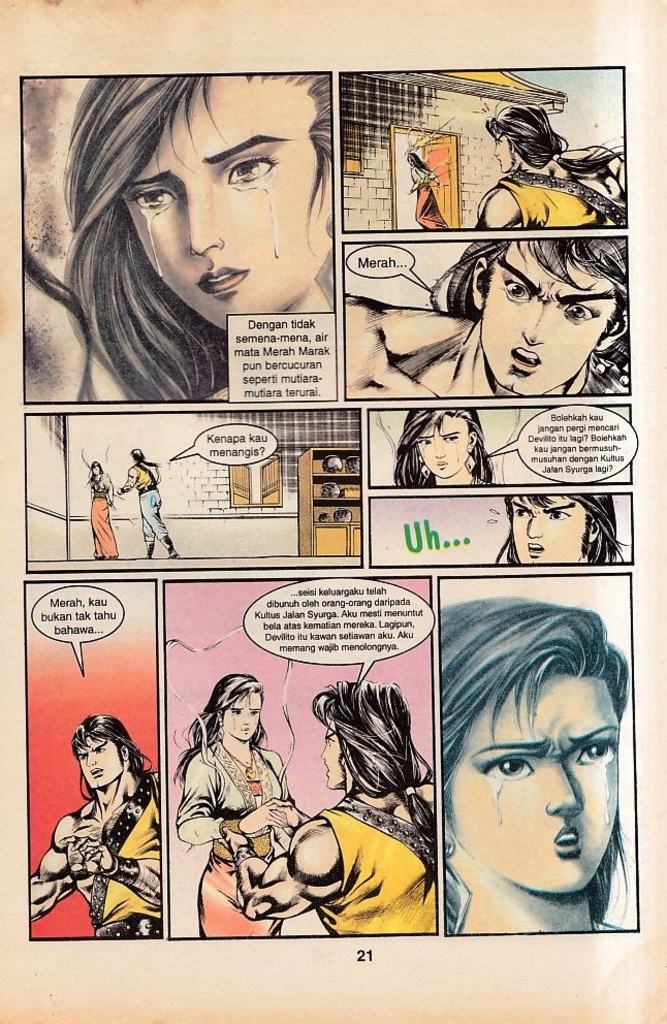 Dengan tidak
semena-mena, air
mata Merah Marak
pun bercucuran
seperti mutiara-
mutiara terurai.
Merah...
Kenapa kau
menangis?
Bolehkah kau
jangan pergi mencari
Devilito itu lagi? Bolehkah
kau jangan bermusuh-
musuhan dengan Kultus
Jalan Syurga lagi?
Uh...
Merah, kau
bukan tak tahu
bahawa...
...seisi keluargaku telah
dibunuh oleh orang-orang daripada
Kultus Jalan Syurga. Aku mesti menuntut
bela atas kematian mereka. Lagipun,
Devilito itu kawan setiawan aku. Aku
memang wajib menolongnya.
21